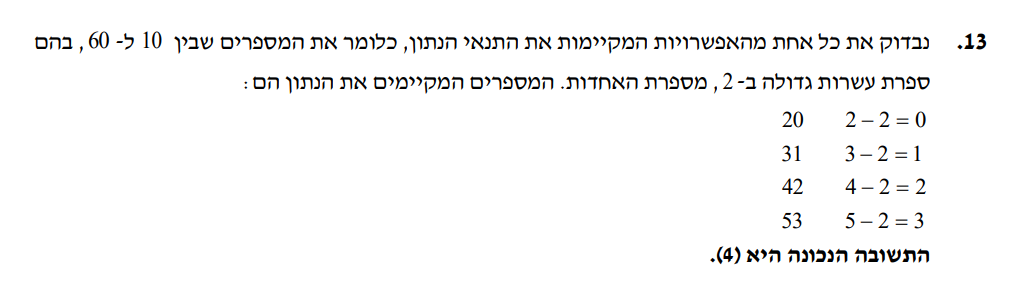 13. נבדוק את כל אחת מהאפשרויות המקיימות את התנאי הנתון, כלומר את המספרים שבין 10 ל- 60, בהם
ספרת עשרות גדולה ב- 2, מספרת האחדות. המספרים המקיימים את הנתון הם:
20 2 – 2 = 0
31 3 – 2 = 1
42 4 – 2 = 2
53 5 – 2 = 3
התשובה הנכונה היא (4).